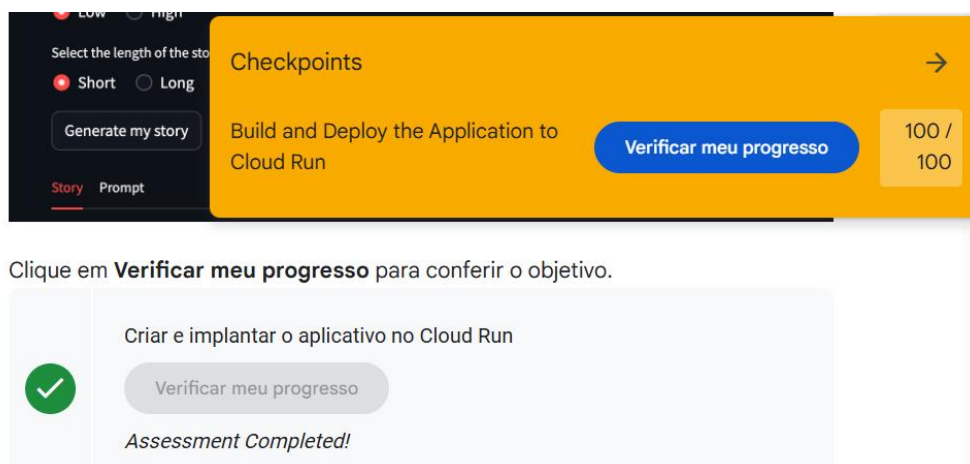 Low High
Select the length of the sto
Short Long
Generate my story
Story Prompt
Checkpoints
Build and Deploy the Application to
Cloud Run
Verificar meu progresso
100 /
100
Clique em Verificar meu progresso para conferir o objetivo.
Criar e implantar o aplicativo no Cloud Run
Verificar meu progresso
Assessment Completed!